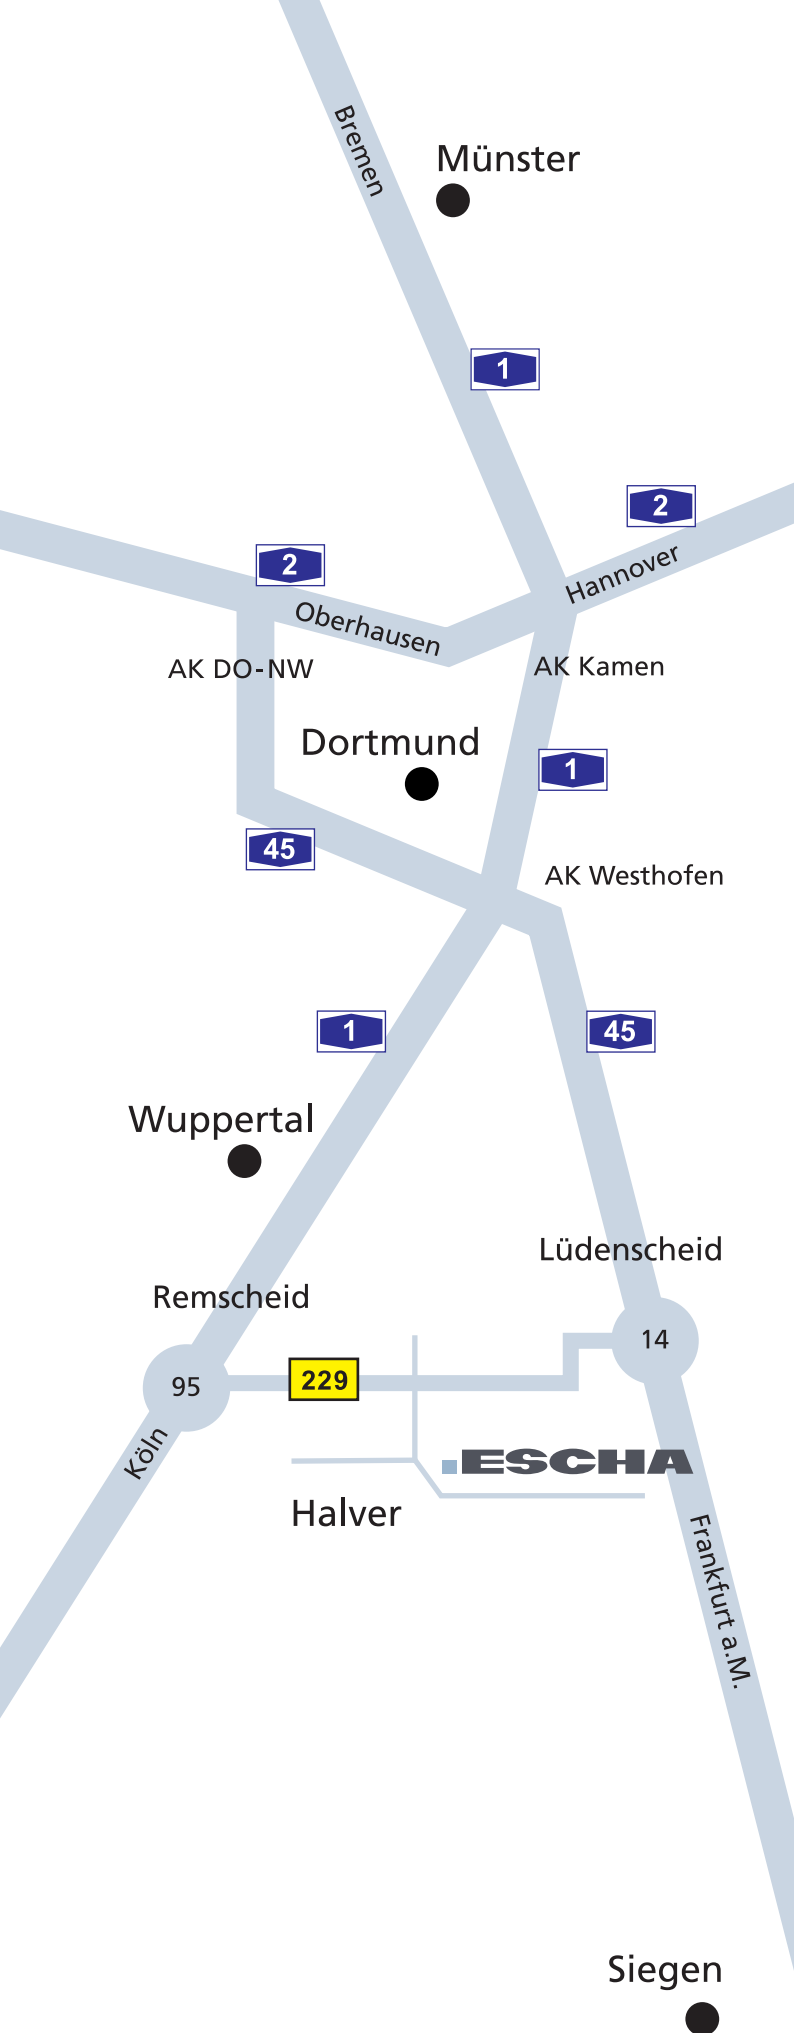 Bremen
Münster
1
2
2
Hannover
Oberhausen
AK DO-NW
AK Kamen
Dortmund
1
45
AK Westhofen
1
45
Wuppertal
Lüdenscheid
Remscheid
14
95
229
Köln
ESCHA
Halver
Frankfurt a.M.
Siegen